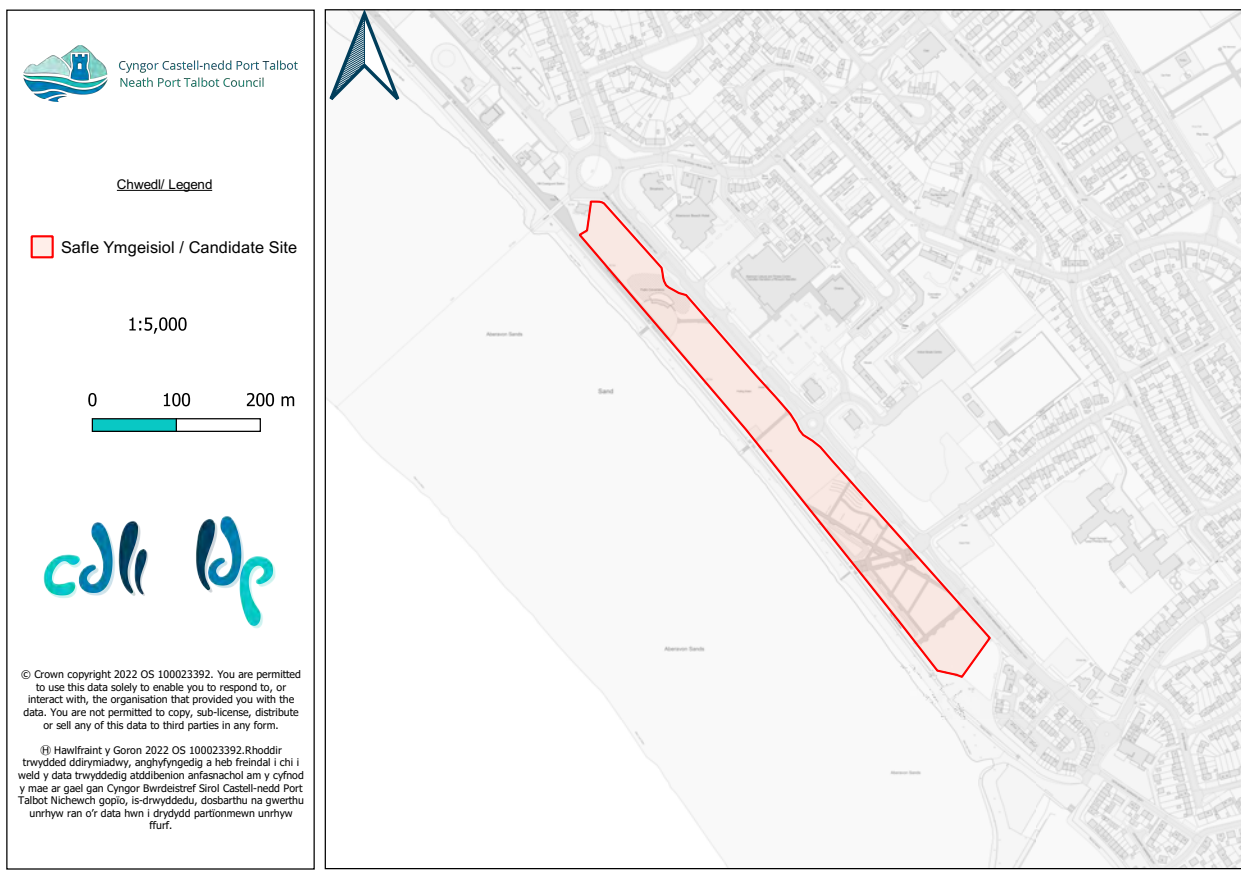 Cyngor Castell-nedd Port Talbot
Neath Port Talbot Council
Chwedl/ Legend
Safle Ymgeisiol / Candidate Site
1:5,000
0 100 200 m
cdll ldp
© Crown copyright 2022 OS 100023392. You are permitted
to use this data solely to enable you to respond to, or
interact with, the organisation that provided you with the
data. You are not permitted to copy, sub-license, distribute
or sell any of this data to third parties in any form.
Ⓗ Hawlfraint y Goron 2022 OS 100023392.Rhoddir
trwydded ddirymiadwy, anghyfyngedig a heb freindal i chi i
weld y data trwyddedig atddibenion anfasnachol am y cyfnod
y mae ar gael gan Cyngor Bwrdeistref Sirol Castell-nedd Port
Talbot Nichewch gopïo, is-drwyddedu, dosbarthu na gwerthu
unrhyw ran o'r data hwn i drydydd partïonmewn unrhyw
ffurf.
Aberavon Sands
Sand
Aberavon Sands
Aberavon Sands